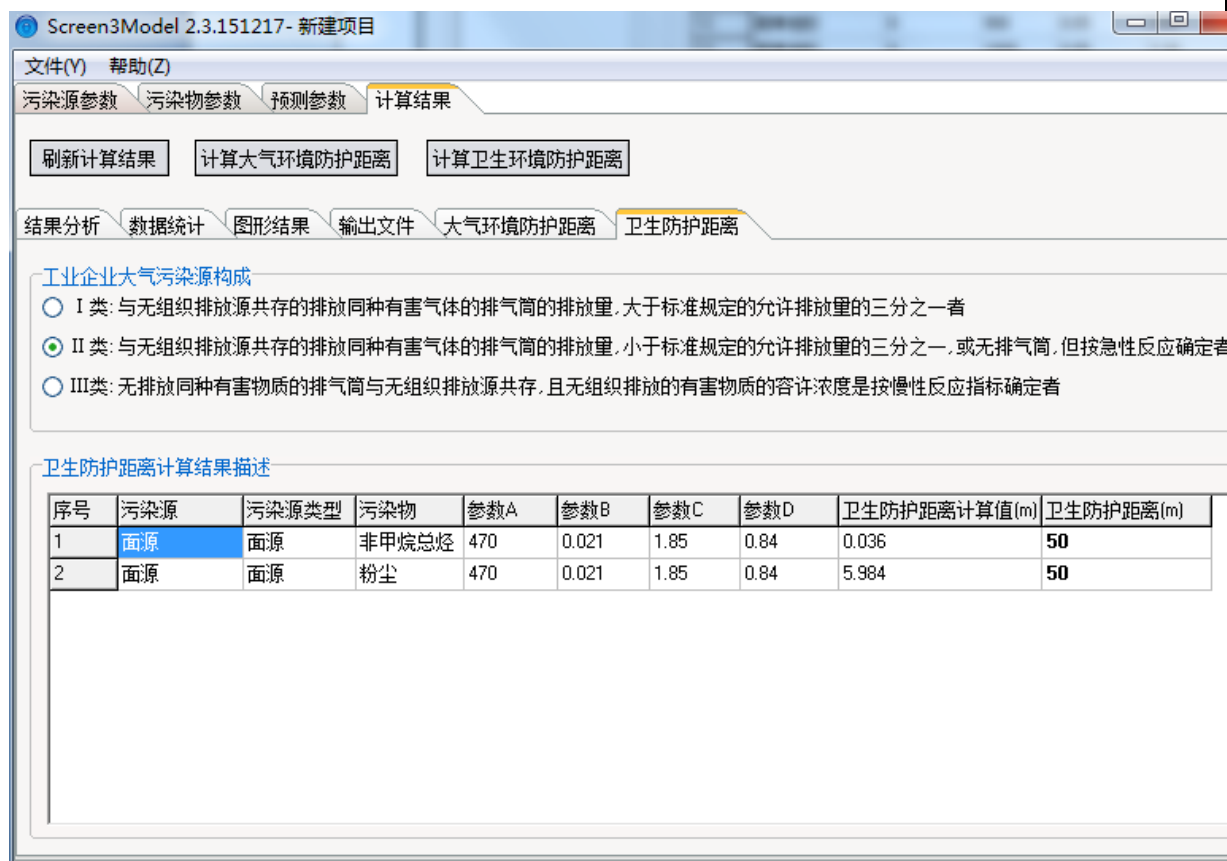 Screen3Model 2.3.151217- 新建项目
文件(Y) 帮助(Z)
污染源参数 污染物参数 预测参数 计算结果
刷新计算结果 计算大气环境防护距离 计算卫生环境防护距离
结果分析 数据统计 图形结果 输出文件 大气环境防护距离 卫生防护距离
工业企业大气污染源构成
I 类:与无组织排放源共存的排放同种有害气体的排气筒的排放量,大于标准规定的允许排放量的三分之一者
II 类:与无组织排放源共存的排放同种有害气体的排气筒的排放量,小于标准规定的允许排放量的三分之一,或无排气筒,但按急性反应确定者
III类:无排放同种有害物质的排气筒与无组织排放源共存,且无组织排放的有害物质的容许浓度是按慢性反应指标确定者
卫生防护距离计算结果描述
序号 污染源 污染源类型 污染物 参数A 参数B 参数C 参数D 卫生防护距离计算值(m) 卫生防护距离(m)
1 面源 面源 非甲烷总烃 470 0.021 1.85 0.84 0.036 50
2 面源 面源 粉尘 470 0.021 1.85 0.84 5.984 50